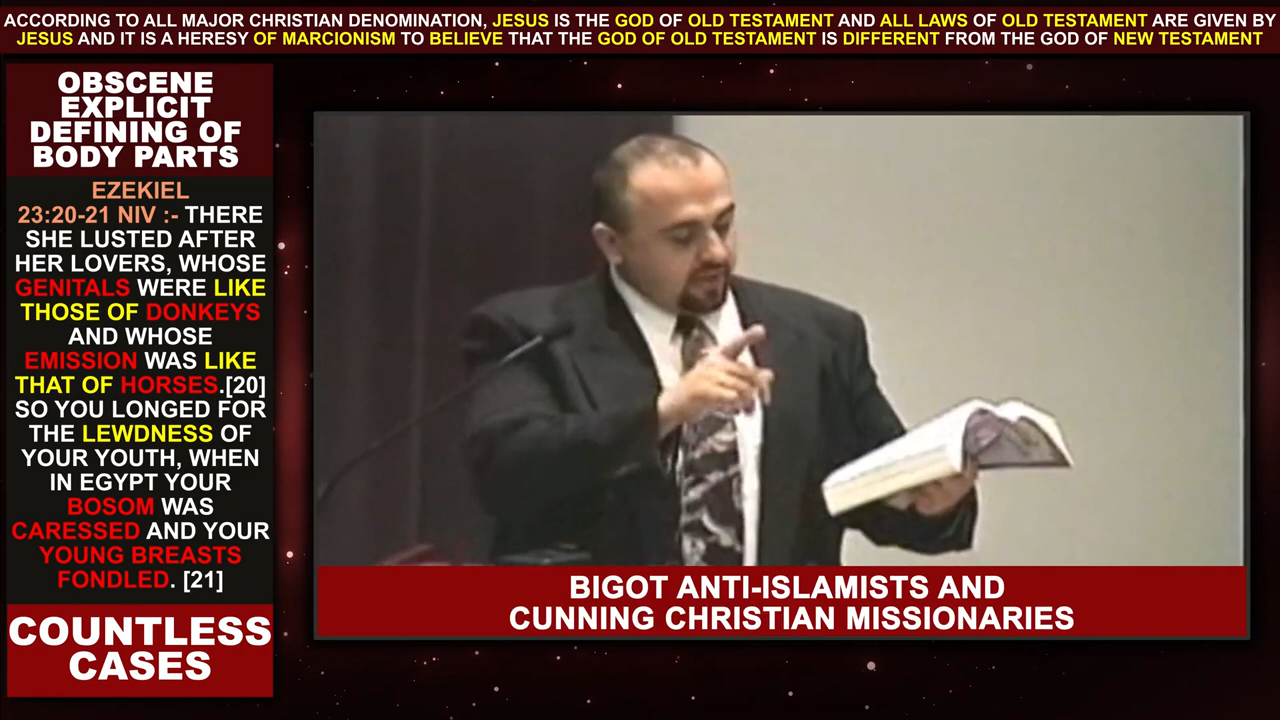 ACCORDING TO ALL MAJOR CHRISTIAN DENOMINATION, JESUS IS THE GOD OF OLD TESTAMENT AND ALL LAWS OF OLD TESTAMENT ARE GIVEN BY
JESUS AND IT IS A HERESY OF MARCIONISM TO BELIEVE THAT THE GOD OF OLD TESTAMENT IS DIFFERENT FROM THE GOD OF NEW TESTAMENT
OBSCENE
EXPLICIT
DEFINING OF
BODY PARTS
EZEKIEL
23:20-21 NIV :- THERE
SHE LUSTED AFTER
HER LOVERS, WHOSE
GENITALS WERE LIKE
THOSE OF DONKEYS
AND WHOSE
EMISSION WAS LIKE
THAT OF HORSES.[20]
SO YOU LONGED FOR
THE LEWDNESS OF
YOUR YOUTH, WHEN
IN EGYPT YOUR
BOSOM WAS
CARESSED AND YOUR
YOUNG BREASTS
FONDLED. [21]
COUNTLESS
CASES
BIGOT ANTI-ISLAMISTS AND
CUNNING CHRISTIAN MISSIONARIES